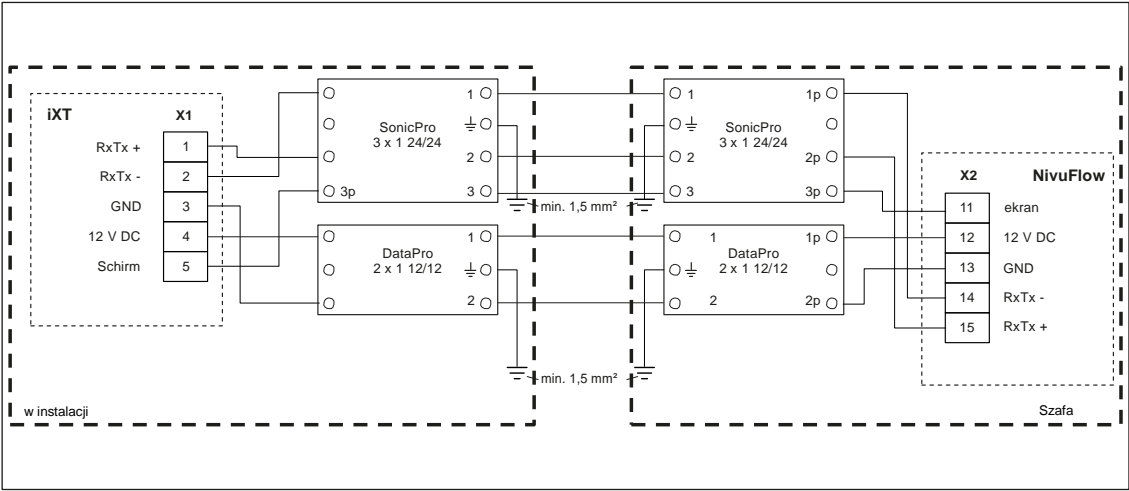 iXT
X1
RxTx + 1
RxTx - 2
GND 3
12 V DC 4
Schirm 5
SonicPro
3 x 1 24/24
1
2
3p 3
DataPro
2 x 1 12/12
1
2
min. 1,5 mm²
min. 1,5 mm²
w instalacji
1 1p
SonicPro
3 x 1 24/24
2 2p
3 3p
1 1p
DataPro
2 x 1 12/12
2 2p
X2 NivuFlow
11 ekran
12 12 V DC
13 GND
14 RxTx -
15 RxTx +
Szafa